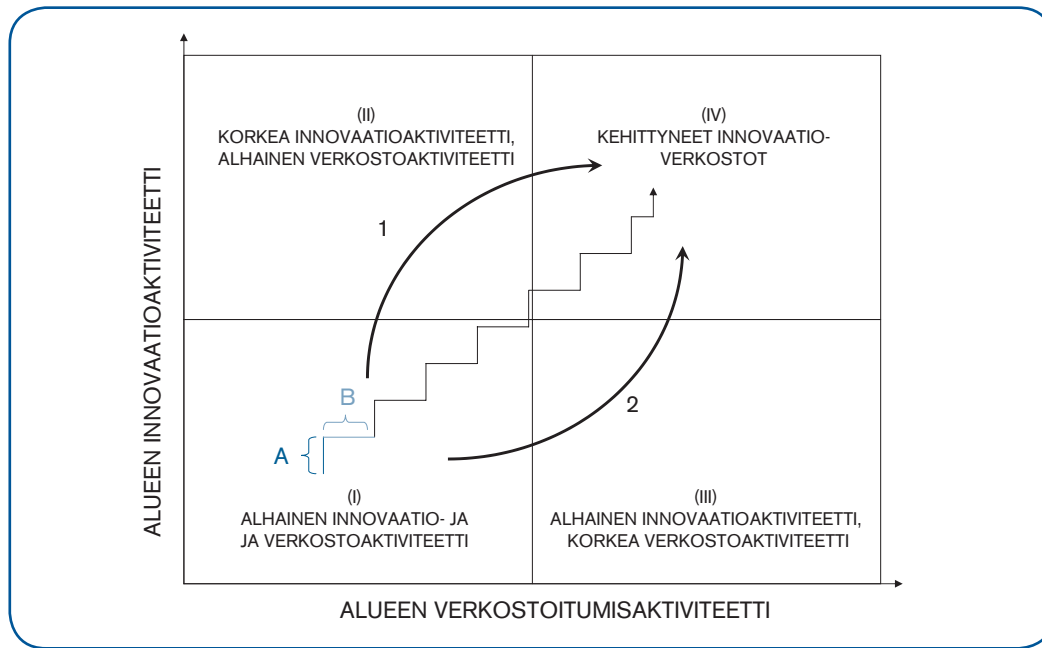 (II)
KORKEA INNOVAATIOAKTIVITEETTI,
ALHAINEN VERKOSTOAKTIVITEETTI
(IV)
KEHITTYNEET INNOVAATIO-
VERKOSTOT
1
2
B
A
(I)
ALHAINEN INNOVAATIO- JA
JA VERKOSTOAKTIVITEETTI
(III)
ALHAINEN INNOVAATIOAKTIVITEETTI,
KORKEA VERKOSTOAKTIVITEETTI
ALUEEN INNOVAATIOAKTIVITEETTI
ALUEEN VERKOSTOITUMISAKTIVITEETTI